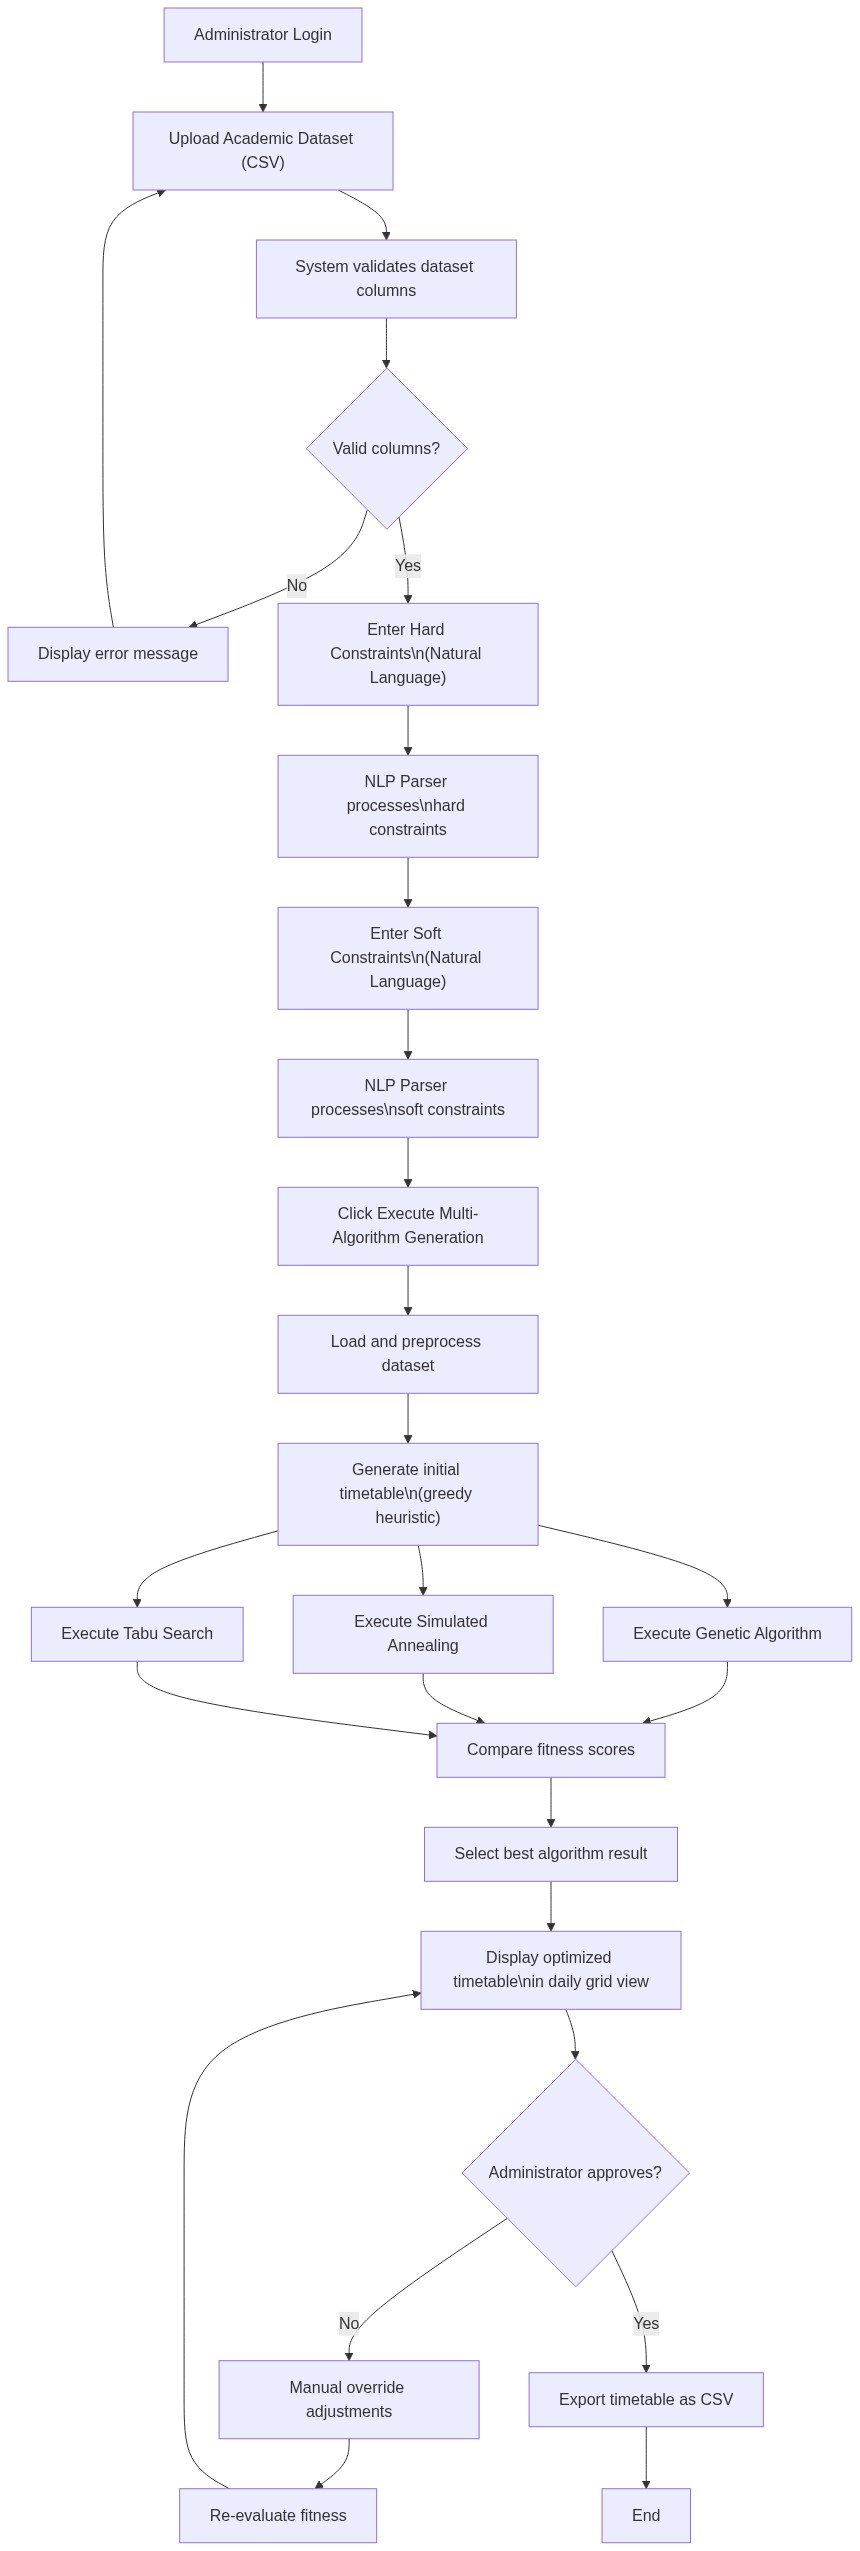 Administrator Login
Upload Academic Dataset
(CSV)
System validates dataset
columns
Valid columns?
No
Yes
Display error message
Enter Hard
Constraints\n(Natural
Language)
NLP Parser
processes\nhard
constraints
Enter Soft
Constraints\n(Natural
Language)
NLP Parser
processes\nsoft constraints
Click Execute Multi-
Algorithm Generation
Load and preprocess
dataset
Generate initial
timetable\n(greedy
heuristic)
Execute Tabu Search
Execute Simulated
Annealing
Execute Genetic Algorithm
Compare fitness scores
Select best algorithm result
Display optimized
timetable\nin daily grid view
Administrator approves?
No
Yes
Manual override
adjustments
Export timetable as CSV
Re-evaluate fitness
End